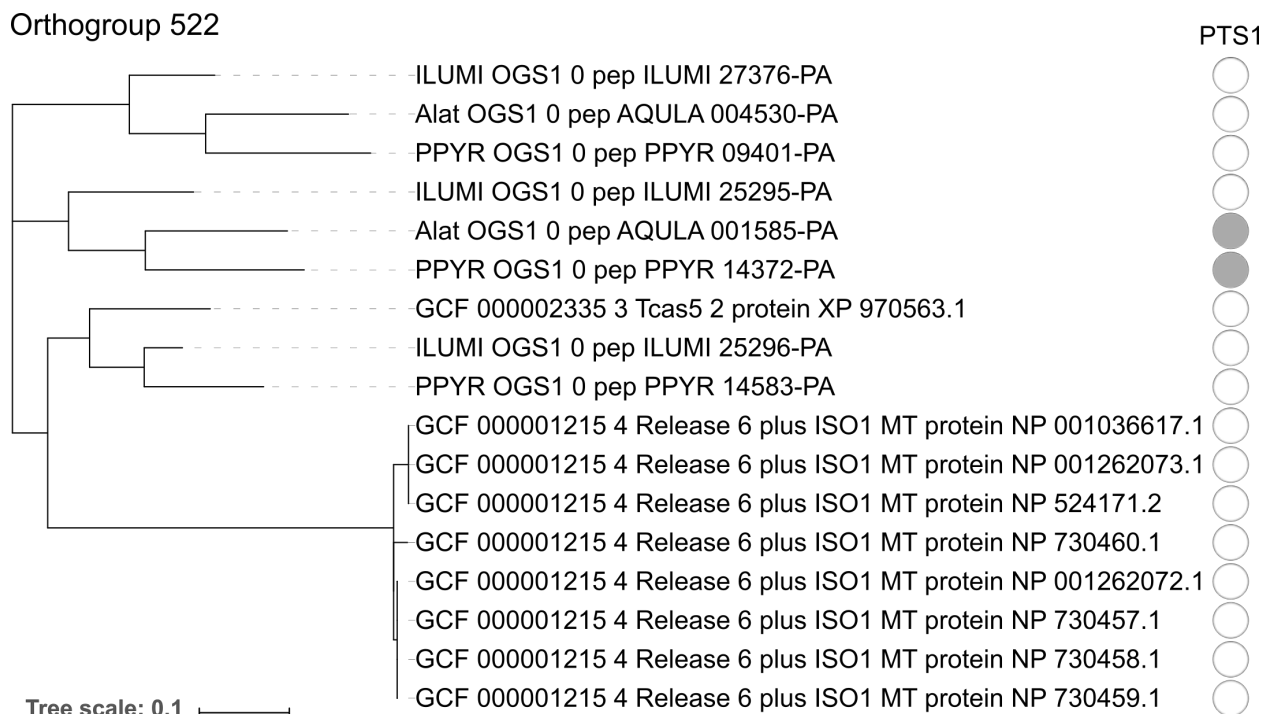 Orthogroup 522
PTS1
ILUMI OGS1 0 pep ILUMI 27376-PA
Alat OGS1 0 pep AQULA 004530-PA
PPYR OGS1 0 pep PPYR 09401-PA
ILUMI OGS1 0 pep ILUMI 25295-PA
Alat OGS1 0 pep AQULA 001585-PA
PPYR OGS1 0 pep PPYR 14372-PA
GCF 000002335 3 Tcas5 2 protein XP 970563.1
ILUMI OGS1 0 pep ILUMI 25296-PA
PPYR OGS1 0 pep PPYR 14583-PA
GCF 000001215 4 Release 6 plus ISO1 MT protein NP 001036617.1
GCF 000001215 4 Release 6 plus ISO1 MT protein NP 001262073.1
GCF 000001215 4 Release 6 plus ISO1 MT protein NP 524171.2
GCF 000001215 4 Release 6 plus ISO1 MT protein NP 730460.1
GCF 000001215 4 Release 6 plus ISO1 MT protein NP 001262072.1
GCF 000001215 4 Release 6 plus ISO1 MT protein NP 730457.1
GCF 000001215 4 Release 6 plus ISO1 MT protein NP 730458.1
GCF 000001215 4 Release 6 plus ISO1 MT protein NP 730459.1
Tree scale: 0.1